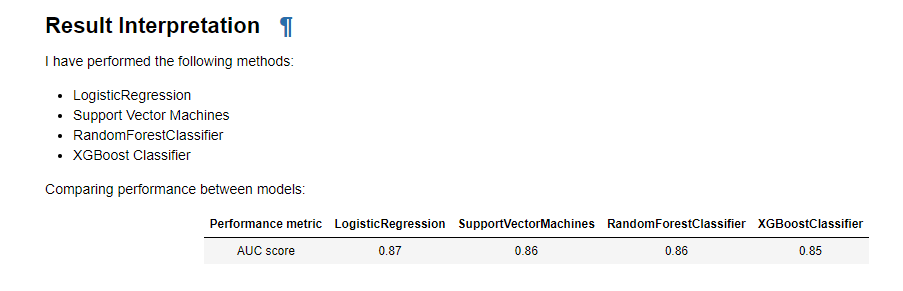 Result Interpretation ¶
I have performed the following methods:
• LogisticRegression
• Support Vector Machines
• RandomForestClassifier
• XGBoost Classifier
Comparing performance between models:
Performance metric LogisticRegression SupportVectorMachines RandomForestClassifier XGBoostClassifier
AUC score 0.87 0.86 0.86 0.85